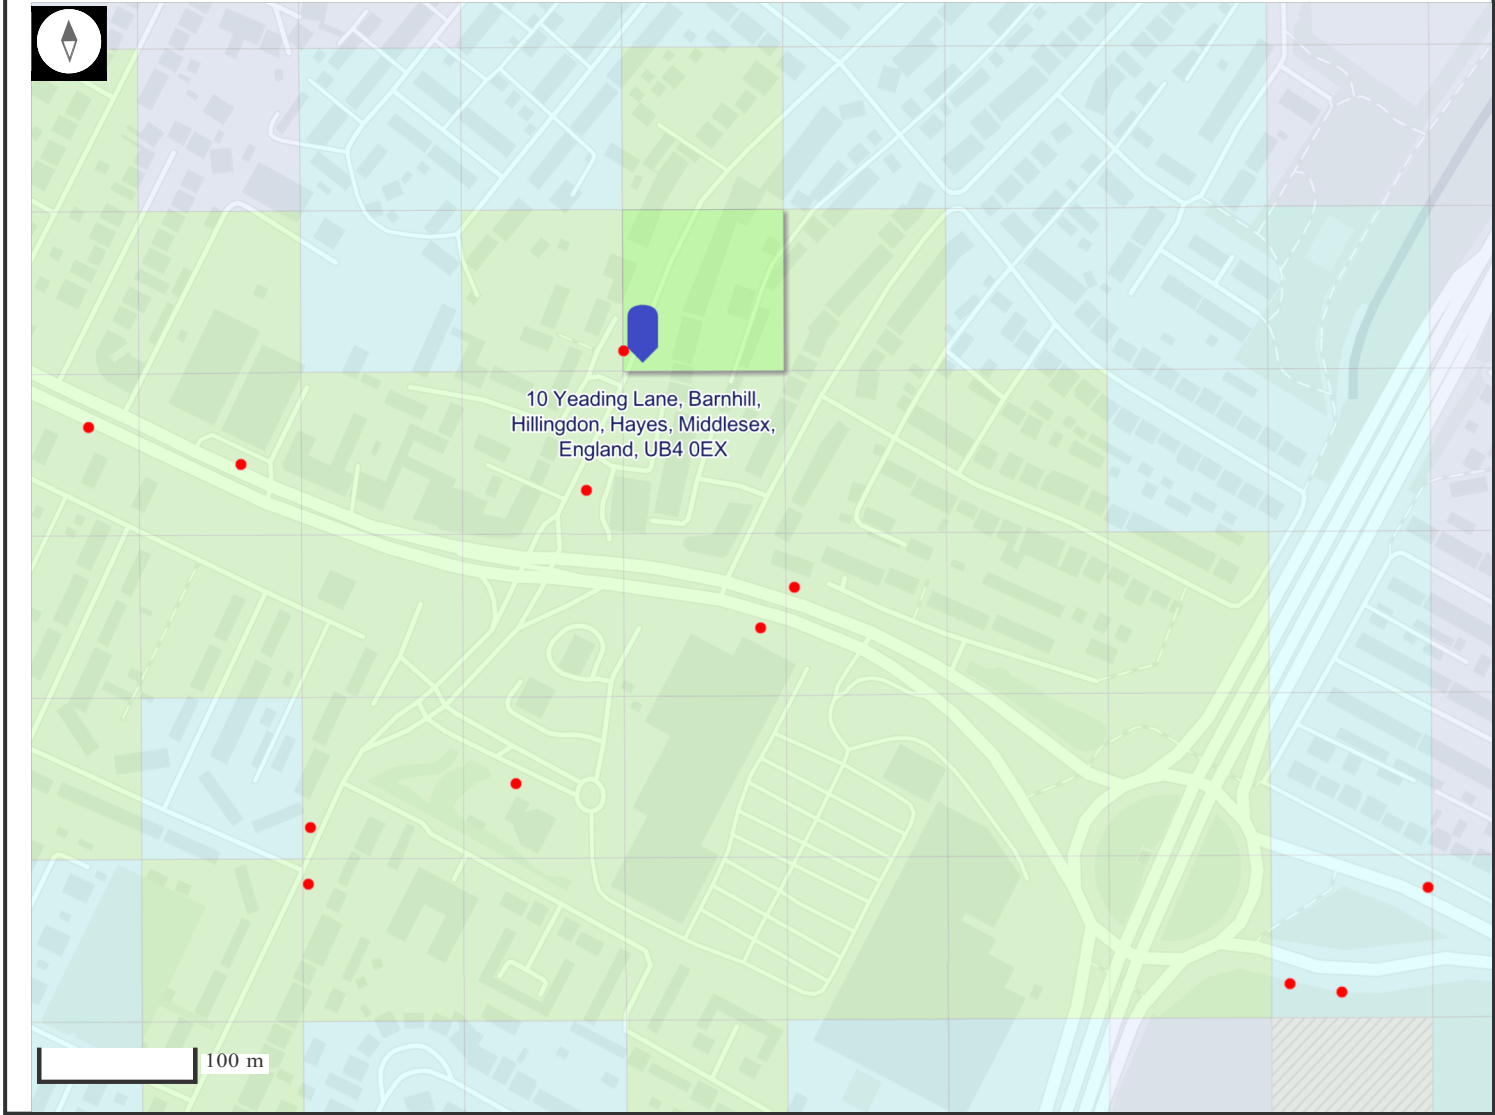 10 Yeading Lane, Barnhill,
Hillingdon, Hayes, Middlesex,
England, UB4 0EX
100 m